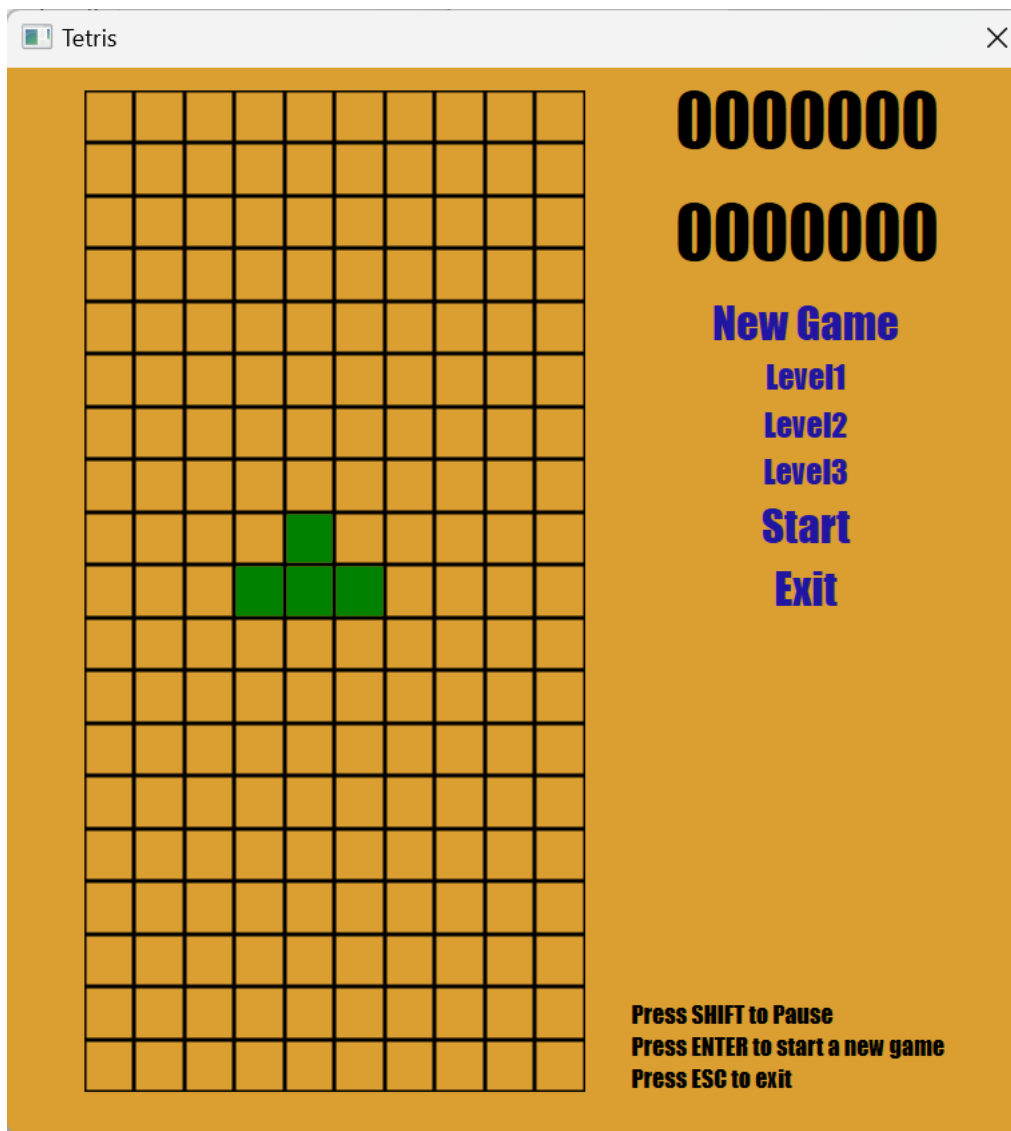 Tetris
0000000
0000000
New Game
Level1
Level2
Level3
Start
Exit
Press SHIFT to Pause
Press ENTER to start a new game
Press ESC to exit